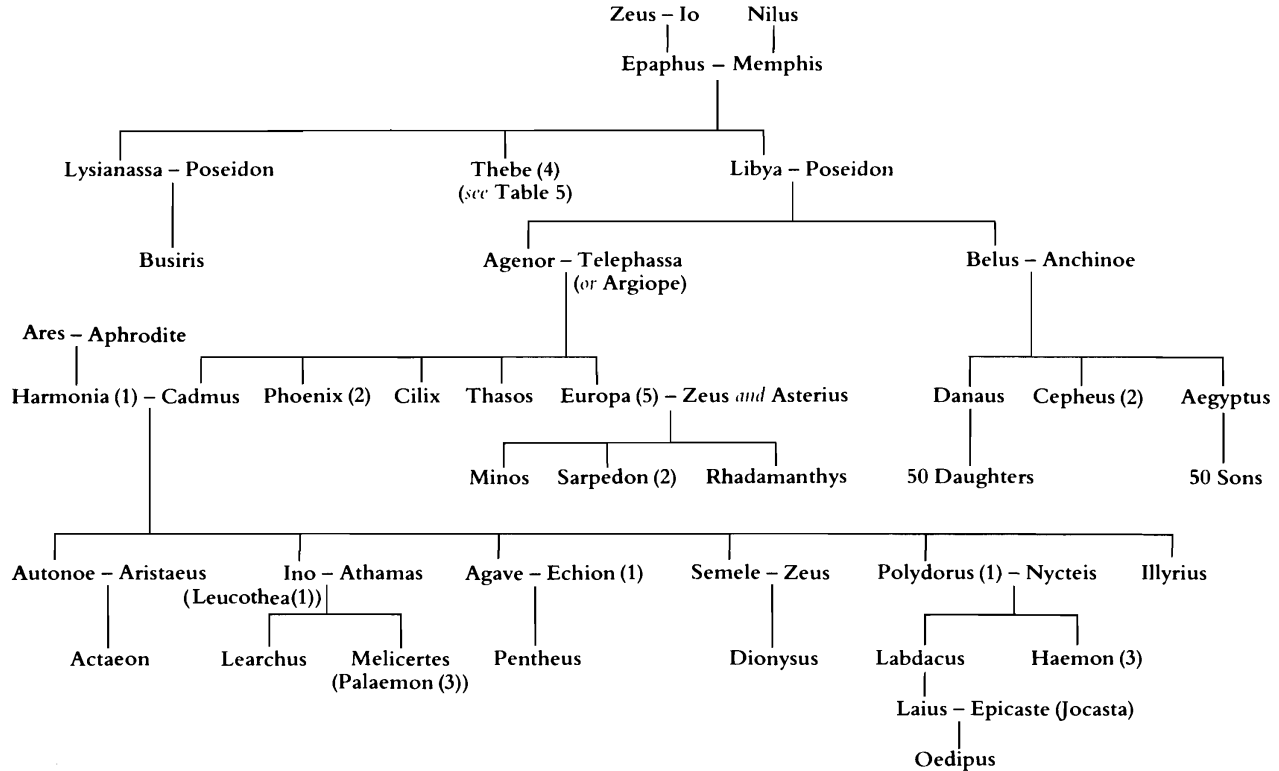 Zeus – Io Nilus
Epaphus – Memphis
Lysianassa – Poseidon Thebe (4) Libya – Poseidon
(see Table 5)
Busiris Agenor – Telephassa Belus – Anchinoe
(or Argiope)
Ares – Aphrodite
Harmonia (1) – Cadmus Phoenix (2) Cilix Thasos Europa (5) – Zeus and Asterius Danaus Cepheus (2) Aegyptus
Minos Sarpedon (2) Rhadamanthys 50 Daughters 50 Sons
Autonoe – Aristaeus Ino – Athamas Agave – Echion (1) Semele – Zeus Polydorus (1) – Nycteis Illyrius
(Leucothea(1))
Actaeon Learchus Melicertes Pentheus Dionysus Labdacus Haemon (3)
(Palaemon (3))
Laius – Epicaste (Jocasta)
Oedipus